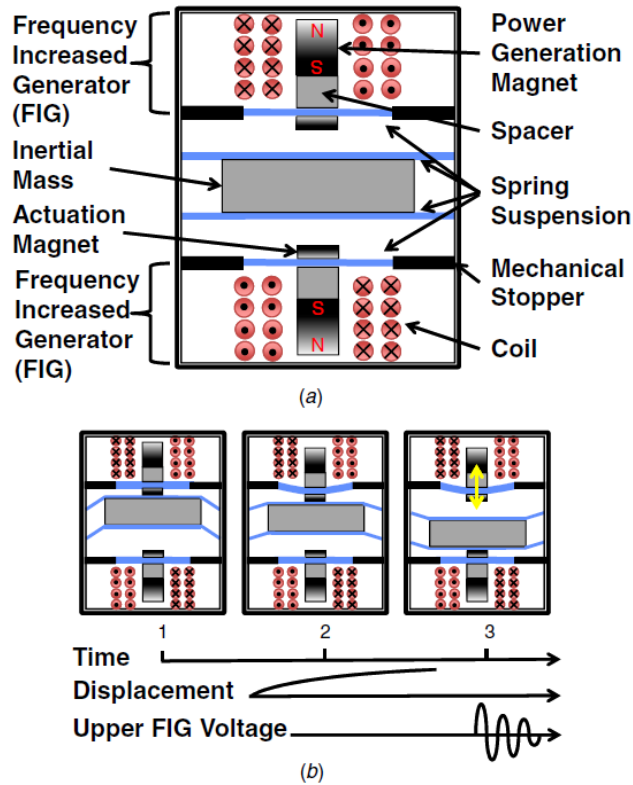 Frequency
Increased
Generator
(FIG)
Inertial
Mass
Actuation
Magnet
Frequency
Increased
Generator
(FIG)
N
S
S
N
Power
Generation
Magnet
Spacer
Spring
Suspension
Mechanical
Stopper
Coil
(a)
1 2 3
Time
Displacement
Upper FIG Voltage
(b)